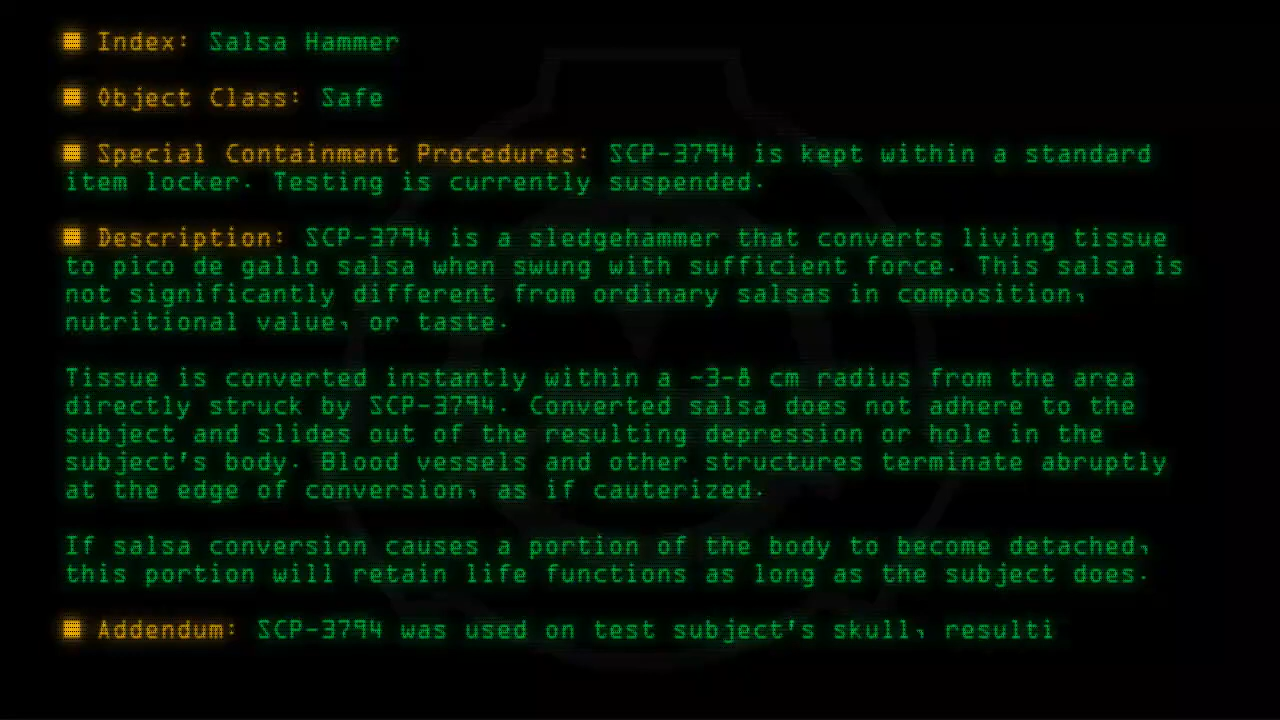 ■ Index: Salsa Hammer
■ Object Class: Safe
■ Special Containment Procedures: SCP-3794 is kept within a standard
item locker. Testing is currently suspended.
■ Description: SCP-3794 is a sledgehammer that converts living tissue
to pico de gallo salsa when swung with sufficient force. This salsa is
not significantly different from ordinary salsas in composition,
nutritional value, or taste.
Tissue is converted instantly within a ~3-8 cm radius from the area
directly struck by SCP-3794. Converted salsa does not adhere to the
subject and slides out of the resulting depression or hole in the
subject's body. Blood vessels and other structures terminate abruptly
at the edge of conversion, as if cauterized.
If salsa conversion causes a portion of the body to become detached,
this portion will retain life functions as long as the subject does.
■ Addendum: SCP-3794 was used on test subject's skull, resulti